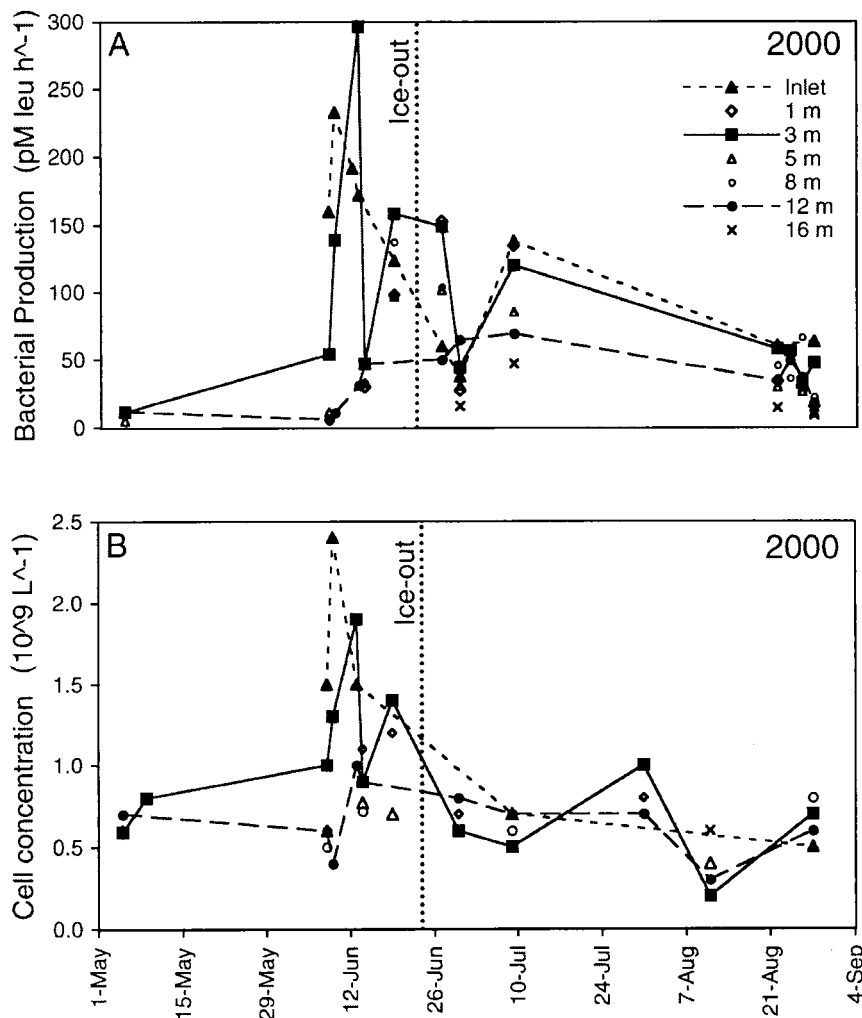 A
2000
Ice-out
Bacterial Production (pM leu h^-1)
300
250
200
150
100
50
0
Inlet
1 m
3 m
5 m
8 m
12 m
16 m
B
2000
Ice-out
Cell concentration (10^9 L^-1)
2.5
2.0
1.5
1.0
0.5
0.0
1-May
15-May
29-May
12-Jun
26-Jun
10-Jul
24-Jul
7-Aug
21-Aug
4-Sep